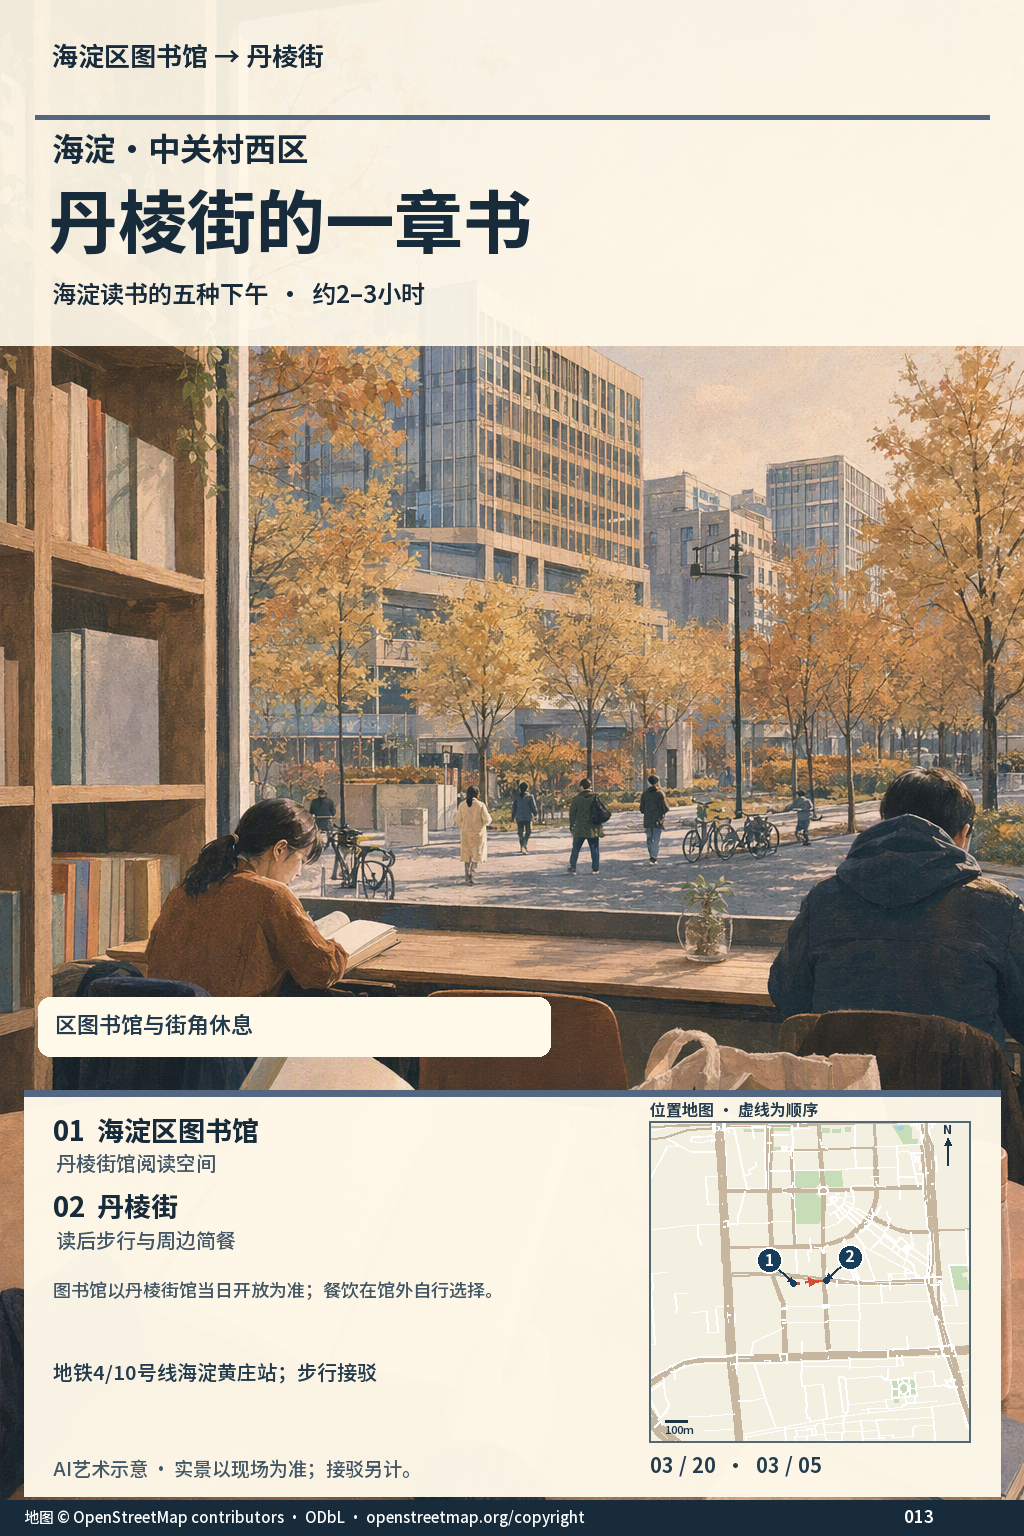 海淀区图书馆 → 丹棱街
海淀・中关村西区
丹棱街的一章书
海淀读书的五种下午 ・ 约2–3小时
区图书馆与街角休息
01 海淀区图书馆
丹棱街馆阅读空间
02 丹棱街
读后步行与周边简餐
图书馆以丹棱街馆当日开放为准；餐饮在馆外自行选择。
地铁4/10号线海淀黄庄站；步行接驳
AI艺术示意 ・ 实景以现场为准；接驳另计。
位置地图 ・ 虚线为顺序
N
1
2
100m
03 / 20 ・ 03 / 05
地图 © OpenStreetMap contributors ・ ODbL ・ openstreetmap.org/copyright
013